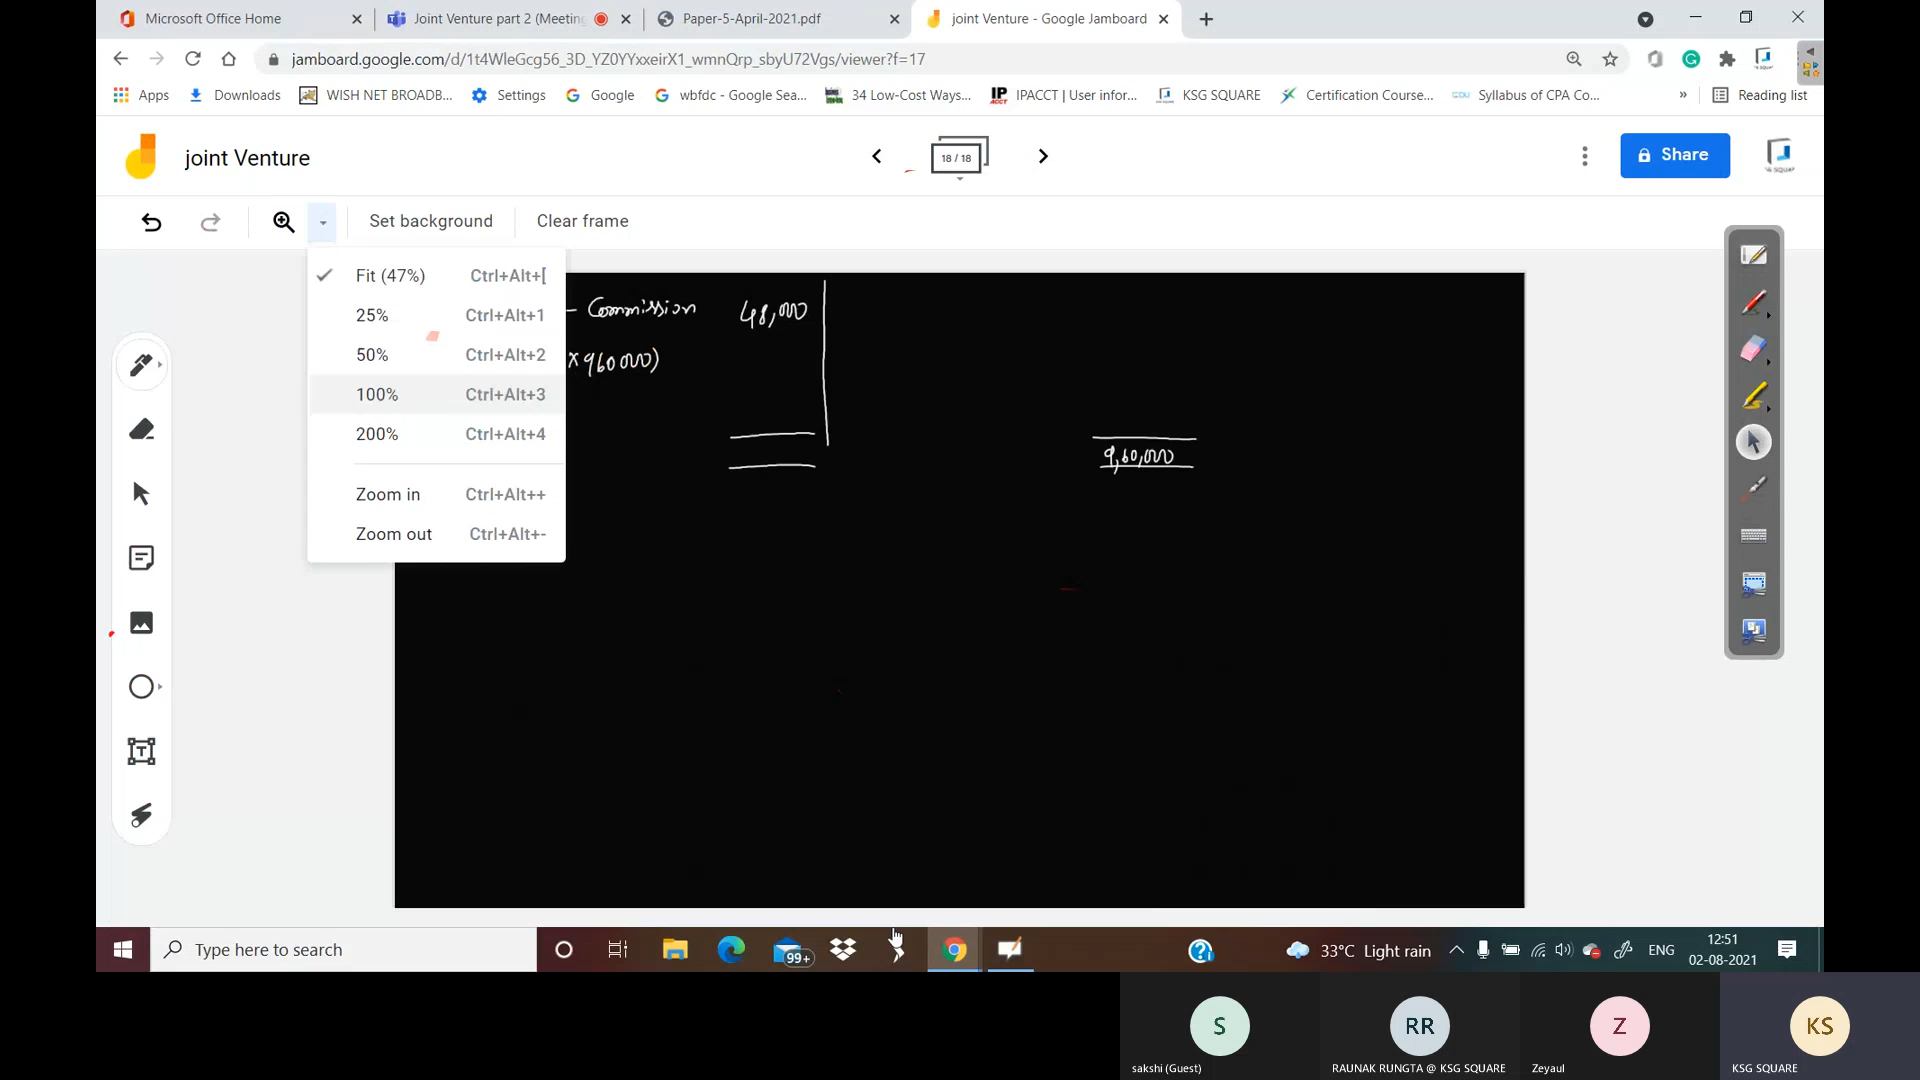 Microsoft Office Home
Joint Venture part 2 (Meeting
Paper-5-April-2021.pdf
joint Venture - Google Jamboard
jamboard.google.com/d/1t4WleGcg56_3D_YZ0YYxxeirX1_wmnQrp_sbyU72Vgs/viewer?f=17
Apps
Downloads
WISH NET BROADB...
Settings
Google
wbfdc - Google Sea...
34 Low-Cost Ways...
IPACCT | User infor...
KSG SQUARE
Certification Course...
Syllabus of CPA Co...
»
Reading list
joint Venture
18 / 18
Share
Set background
Clear frame
Fit (47%) Ctrl+Alt+[
25% Ctrl+Alt+1
50% Ctrl+Alt+2
100% Ctrl+Alt+3
200% Ctrl+Alt+4
Zoom in Ctrl+Alt++
Zoom out Ctrl+Alt+-
- Commission 48,000
x 960000)
9,60,000
Type here to search
99+
33°C Light rain
ENG
12:51
02-08-2021
S
RR
Z
KS
sakshi (Guest)
RAUNAK RUNGTA @ KSG SQUARE
Zeyaul
KSG SQUARE